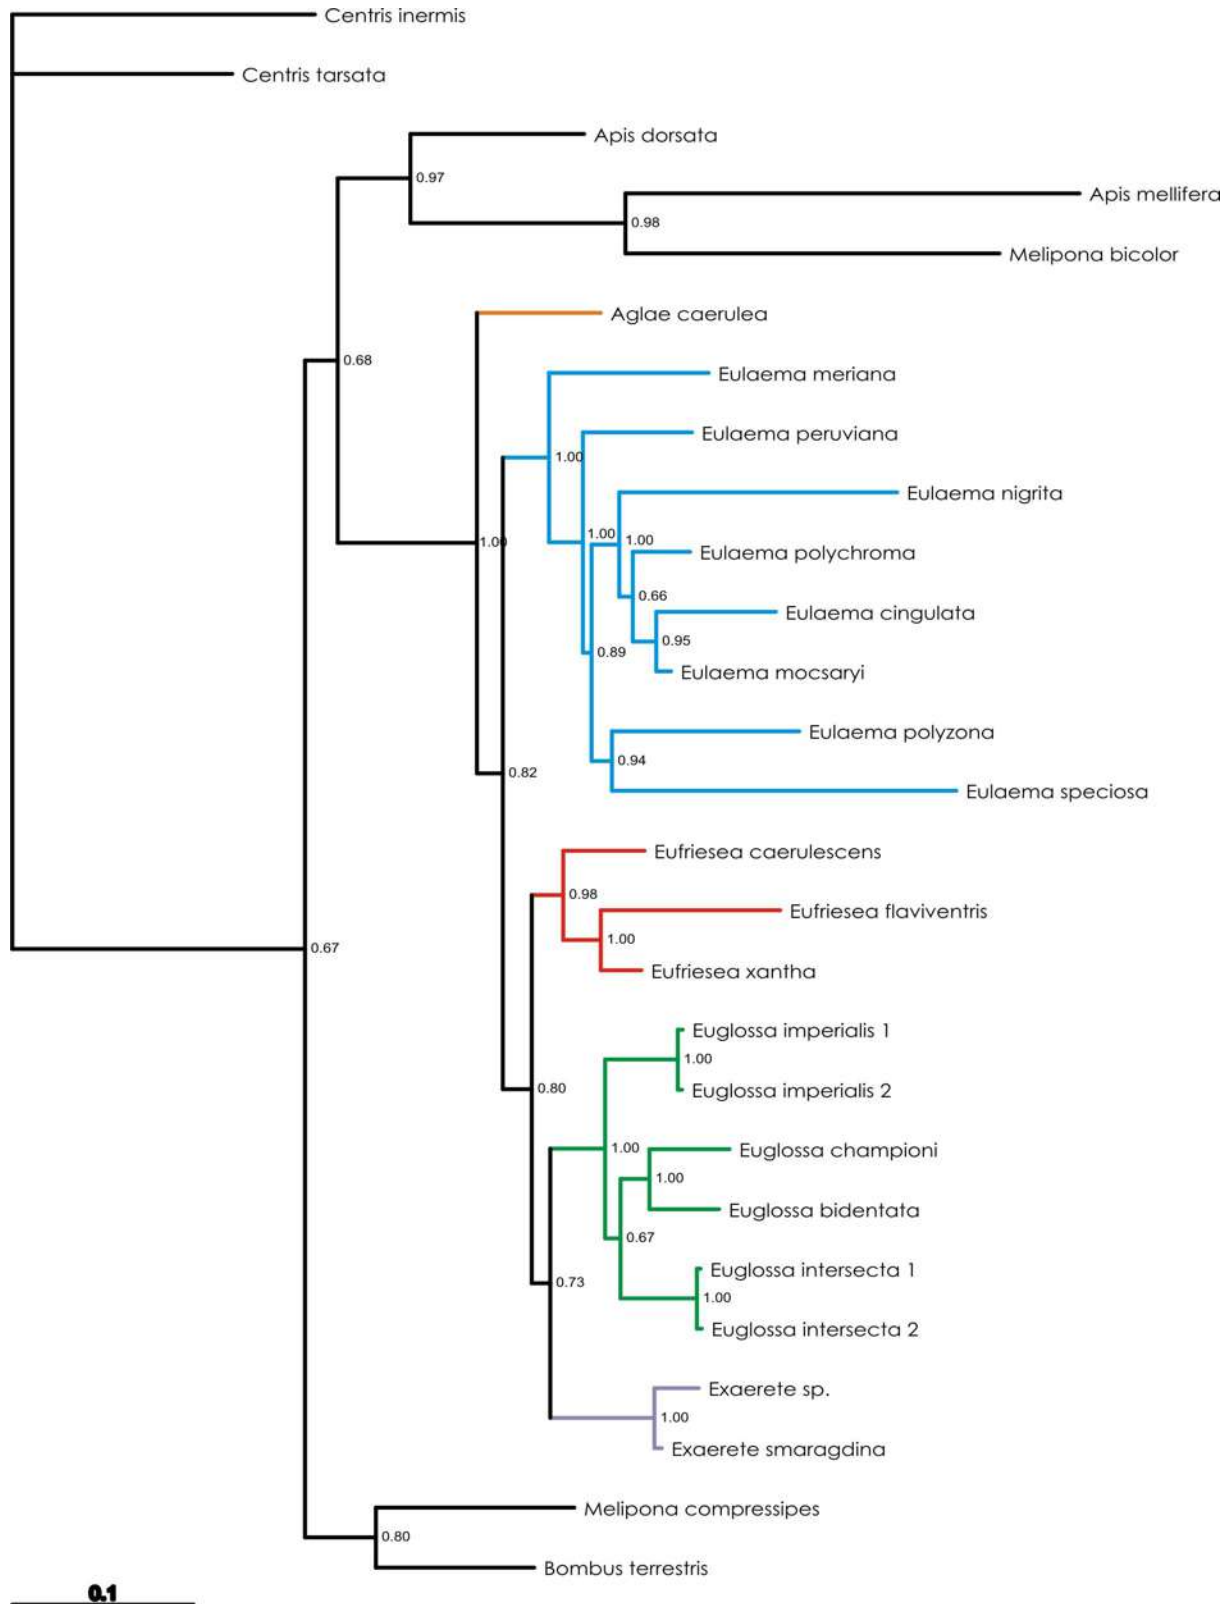 Centris inermis
Centris tarsata
Apis dorsata
0.97
Apis mellifera
0.98
Melipona bicolor
Aglae caerulea
0.68
Eulaema meriana
Eulaema peruviana
1.00
Eulaema nigrita
1.00
1.00
1.00
Eulaema polychroma
0.66
Eulaema cingulata
0.95
0.89
Eulaema mocsaryi
Eulaema polyzona
0.94
0.82
Eulaema speciosa
Eufriesea caerulescens
0.98
Eufriesea flaviventris
1.00
0.67
Eufriesea xantha
Euglossa imperialis 1
1.00
0.80
Euglossa imperialis 2
1.00
Euglossa championi
1.00
Euglossa bidentata
0.67
Euglossa intersecta 1
0.73
1.00
Euglossa intersecta 2
Exaerete sp.
1.00
Exaerete smaragdina
Melipona compressipes
0.80
Bombus terrestris
0.1